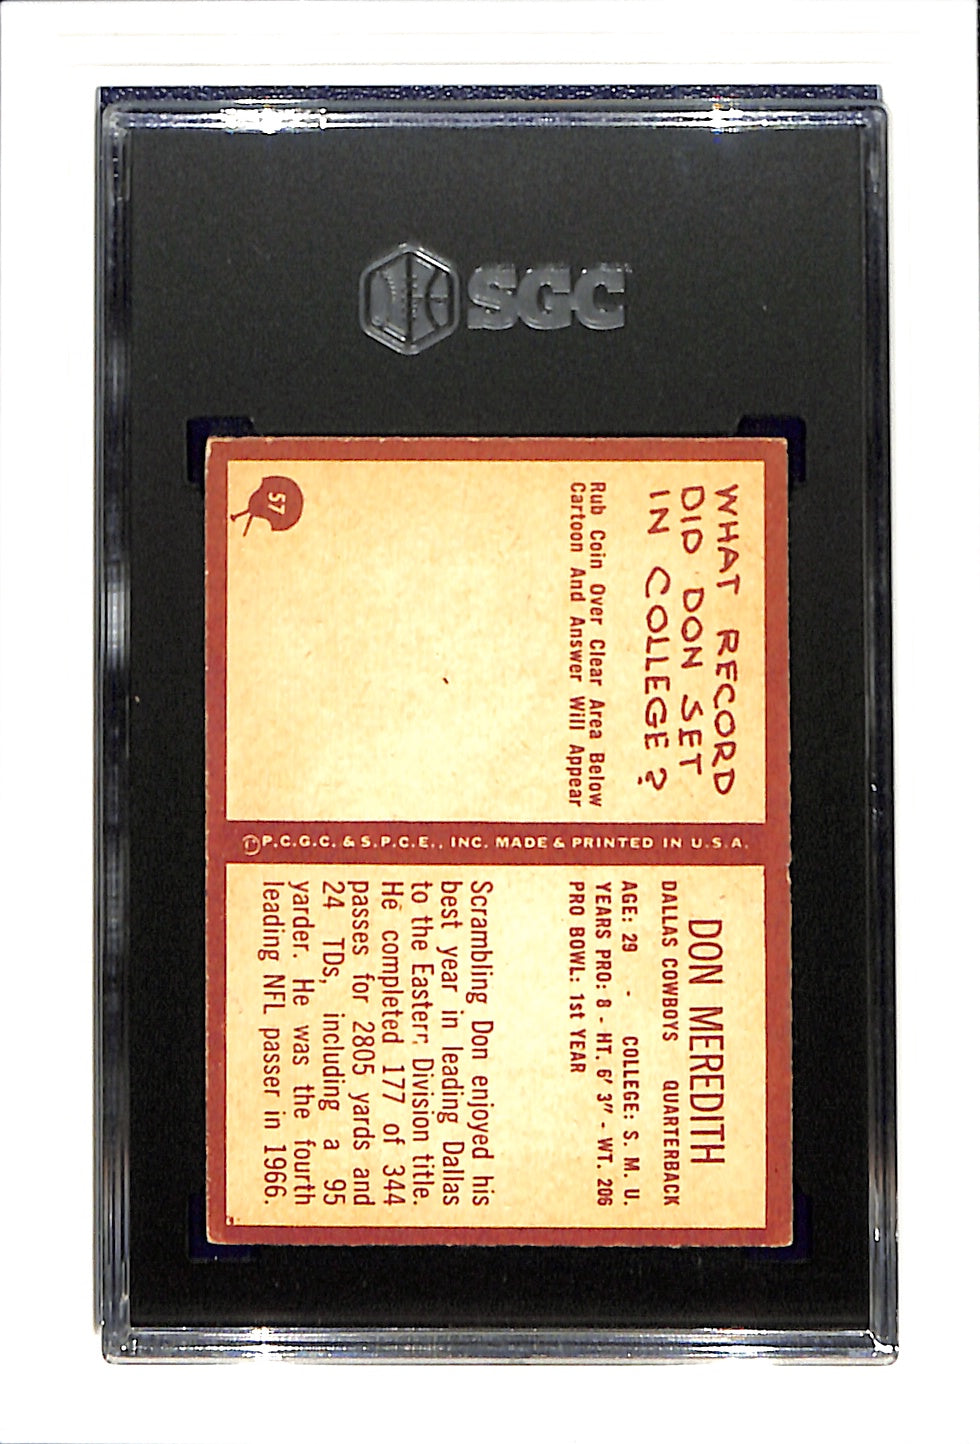 SGC
WHAT RECORD
DID DON SET
IN COLLEGE?
Rub Coin Over Clear Area Below
Cartoon And Answer Will Appear
57
P.C.G.C. & S.P.C.E., INC. MADE & PRINTED IN U.S.A.
DON MEREDITH
DALLAS COWBOYS QUARTERBACK
AGE: 29 - COLLEGE: S. M. U.
YEARS PRO: 8 - HT. 6' 3" - WT. 206
PRO BOWL: 1st YEAR
Scrambling Don enjoyed his
best year in leading Dallas
to the Eastern Division title.
He completed 177 of 344
passes for 2805 yards and
24 TDs, including a 95
yarder. He was the fourth
leading NFL passer in 1966.